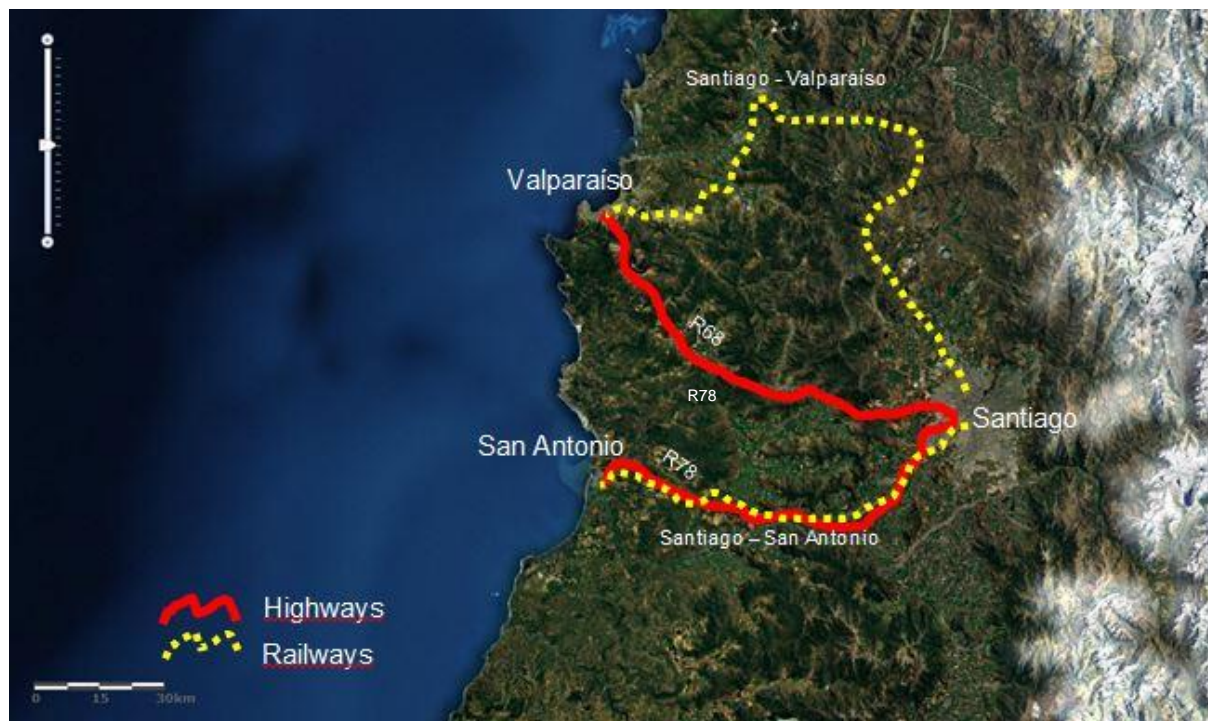 Santiago - Valparaíso
Valparaíso
R68
R78
Santiago
San Antonio
R78
Santiago – San Antonio
Highways
Railways
0 15 30km